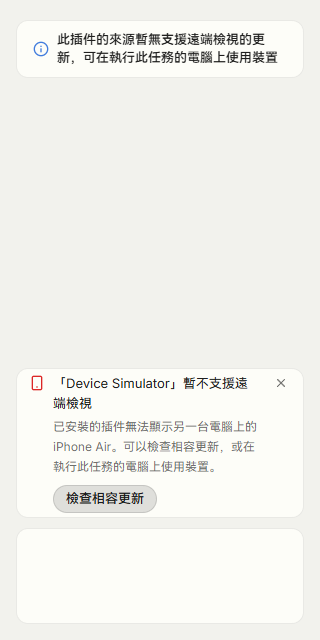 此插件的來源暫無支援遠端檢視的更
新，可在執行此任務的電腦上使用裝置
「Device Simulator」暫不支援遠
端檢視
已安裝的插件無法顯示另一台電腦上的
iPhone Air。可以檢查相容更新，或在
執行此任務的電腦上使用裝置。
檢查相容更新